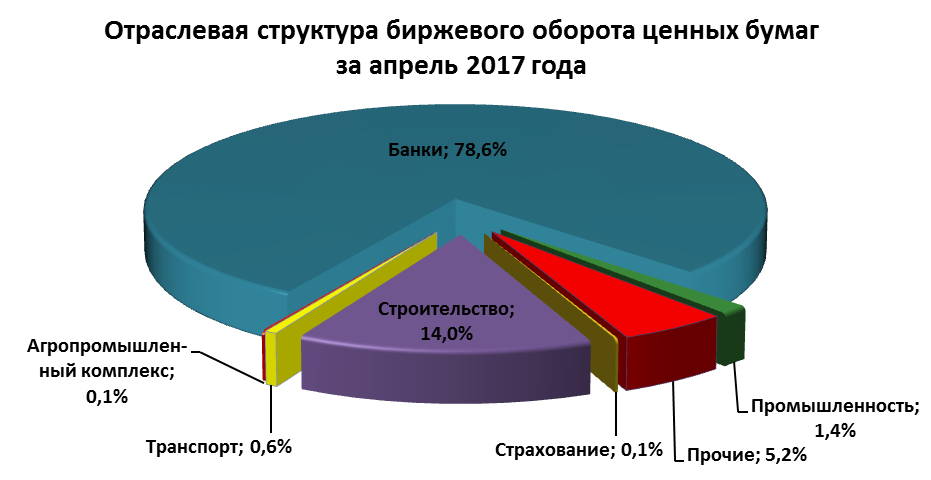 Отраслевая структура биржевого оборота ценных бумаг
за апрель 2017 года
Банки; 78,6%
Строительство;
14,0%
Агропромышлен-
ный комплекс;
0,1%
Транспорт; 0,6%
Страхование; 0,1%
Прочие; 5,2%
Промышленность;
1,4%